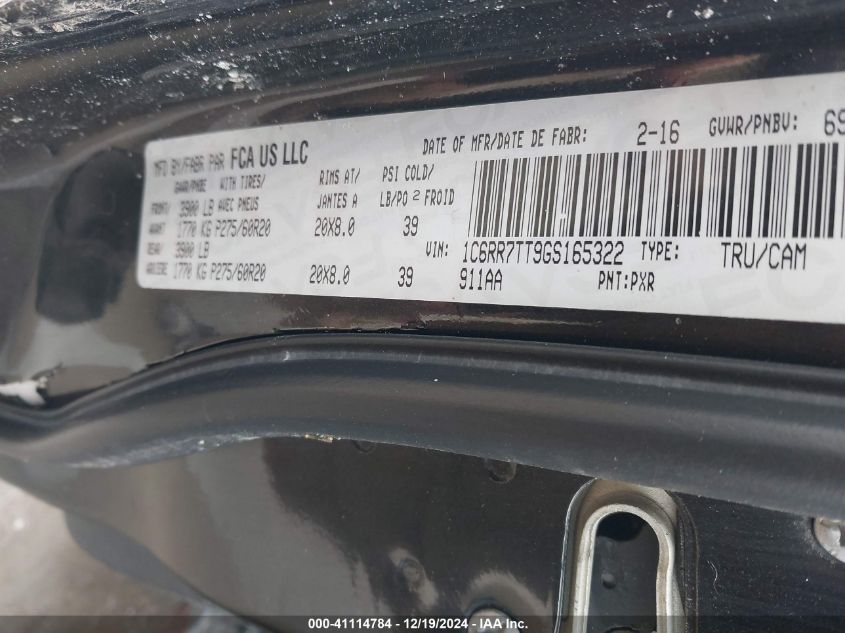 MFD BY/FABR PAR FCA US LLC
DATE OF MFR/DATE DE FABR: 2-16 GVWR/PNBV:
GAWR/PNBE WITH TIRES/ RIMS AT/ PSI COLD/
FRONT/ 3900 LB AVEC PNEUS JANTES A LB/PO 2 FROID
AVANT 1770 KG P275/60R20 20X8.0 39
REAR/ 3900 LB
ARRIERE 1770 KG P275/60R20 20X8.0 39
VIN: 1C6RR7TT9GS165322 TYPE: TRU/CAM
911AA PNT:PXR
000-41114784 - 12/19/2024 - IAA Inc.